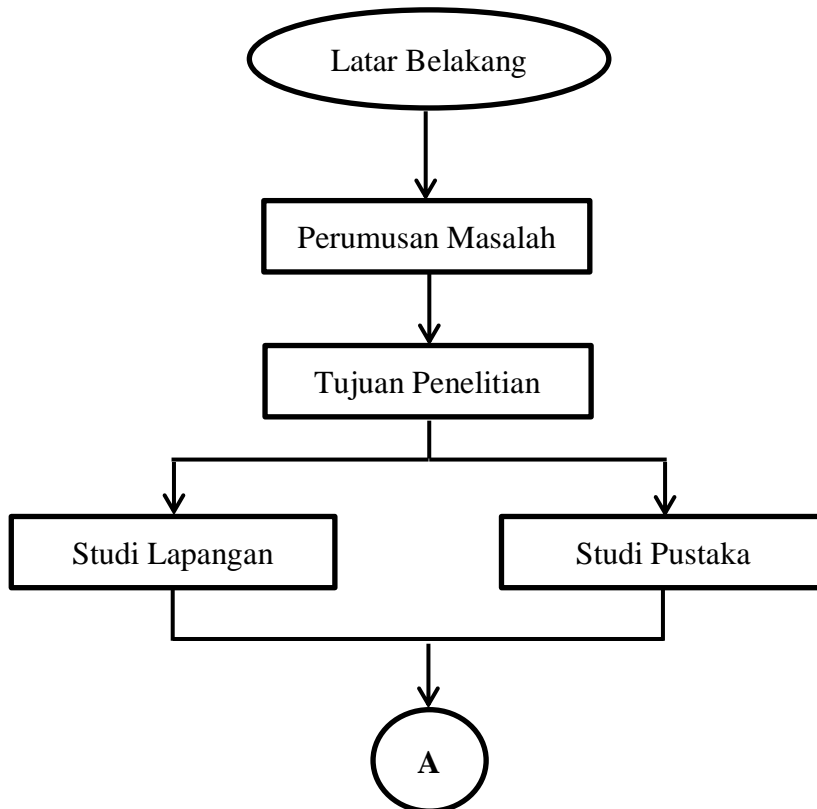 Latar Belakang
Perumusan Masalah
Tujuan Penelitian
Studi Lapangan
Studi Pustaka
A